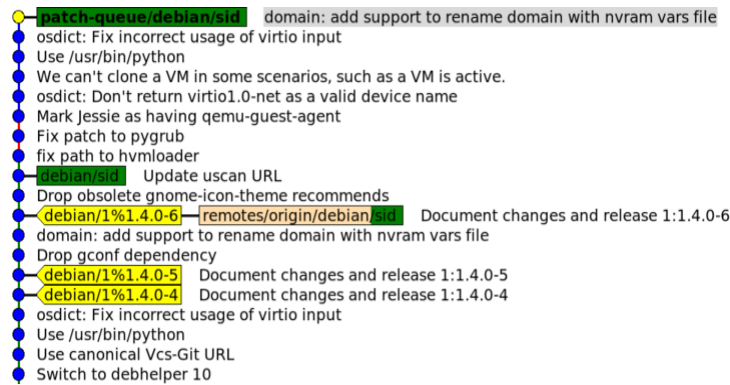 patch-queue/debian/sid domain: add support to rename domain with nvram vars file
osdict: Fix incorrect usage of virtio input
Use /usr/bin/python
We can't clone a VM in some scenarios, such as a VM is active.
osdict: Don't return virtio1.0-net as a valid device name
Mark Jessie as having qemu-guest-agent
Fix patch to pygrub
fix path to hvmloader
debian/sid Update uscan URL
Drop obsolete gnome-icon-theme recommends
debian/1%1.4.0-6 remotes/origin/debian/sid Document changes and release 1:1.4.0-6
domain: add support to rename domain with nvram vars file
Drop gconf dependency
debian/1%1.4.0-5 Document changes and release 1:1.4.0-5
debian/1%1.4.0-4 Document changes and release 1:1.4.0-4
osdict: Fix incorrect usage of virtio input
Use /usr/bin/python
Use canonical Vcs-Git URL
Switch to debhelper 10